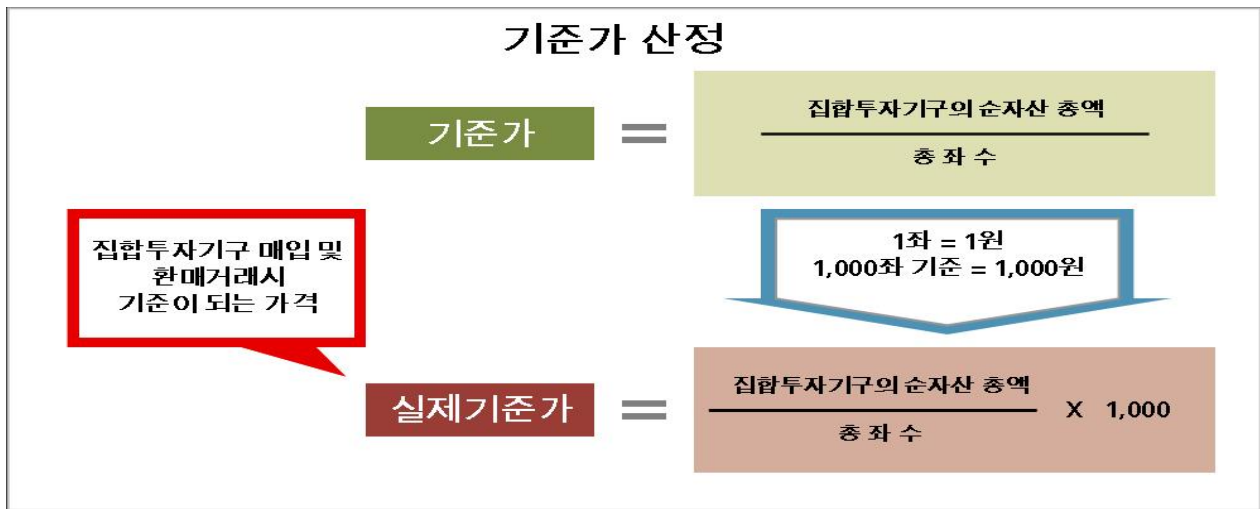 기준가 산정
기준가
=
집합투자기구의 순자산 총액
총 좌 수
집합투자기구 매입 및
환매거래시
기준이 되는 가격
1좌 = 1원
1,000좌 기준 = 1,000원
실제기준가
=
집합투자기구의 순자산 총액
총 좌 수
X 1,000